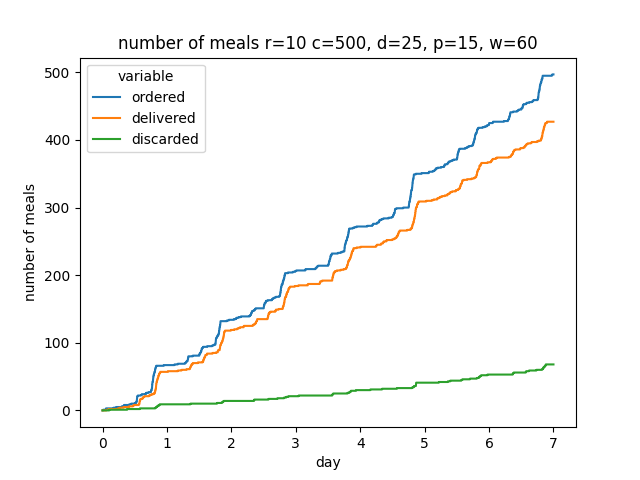 number of meals r=10 c=500, d=25, p=15, w=60
variable
ordered
delivered
discarded
number of meals
500
400
300
200
100
0
0 1 2 3 4 5 6 7
day